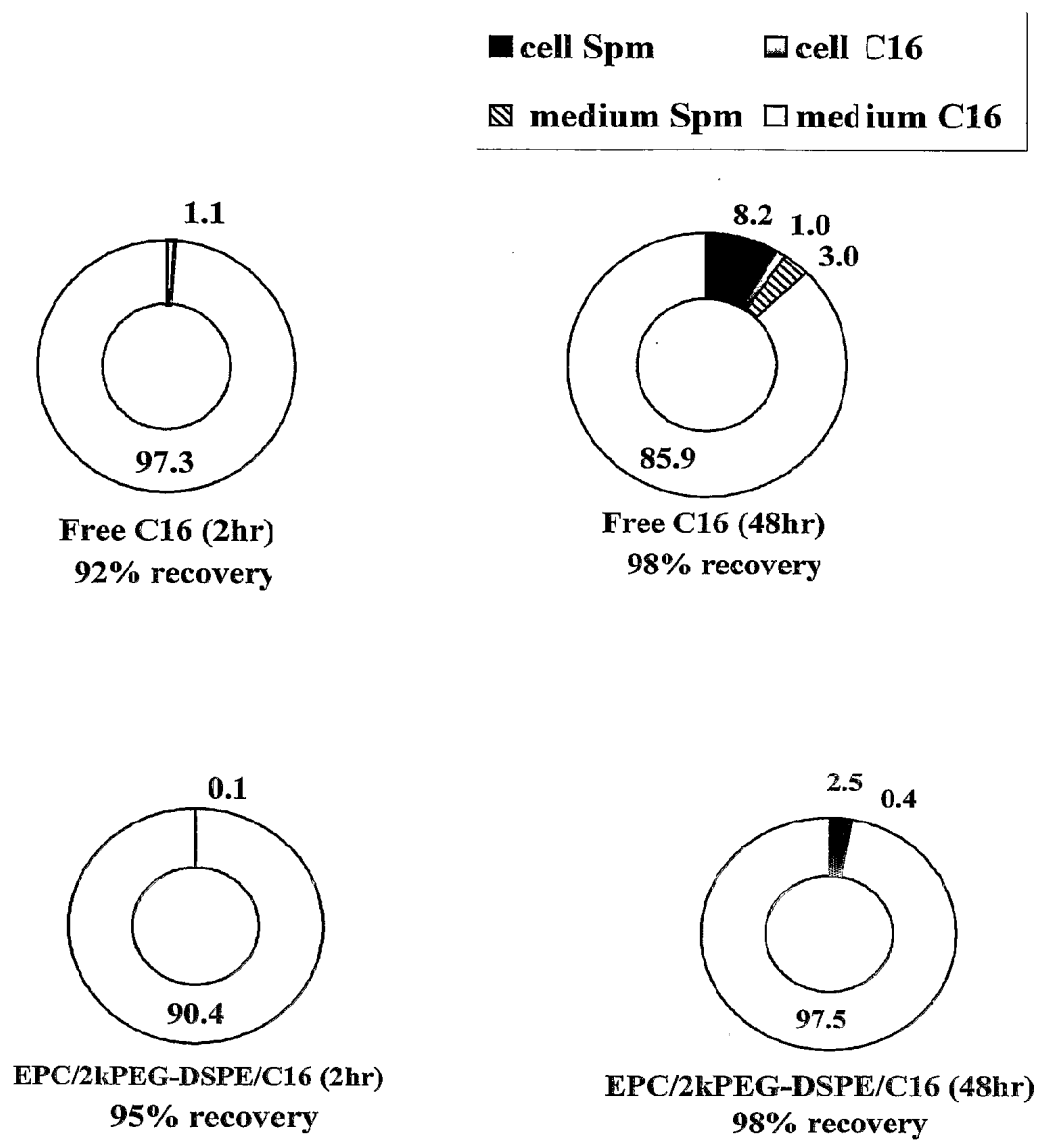 cell Spm cell C16
medium Spm medium C16
1.1
97.3
Free C16 (2hr)
92% recovery
8.2
1.0
3.0
85.9
Free C16 (48hr)
98% recovery
0.1
90.4
EPC/2kPEG-DSPE/C16 (2hr)
95% recovery
2.5
0.4
97.5
EPC/2kPEG-DSPE/C16 (48hr)
98% recovery